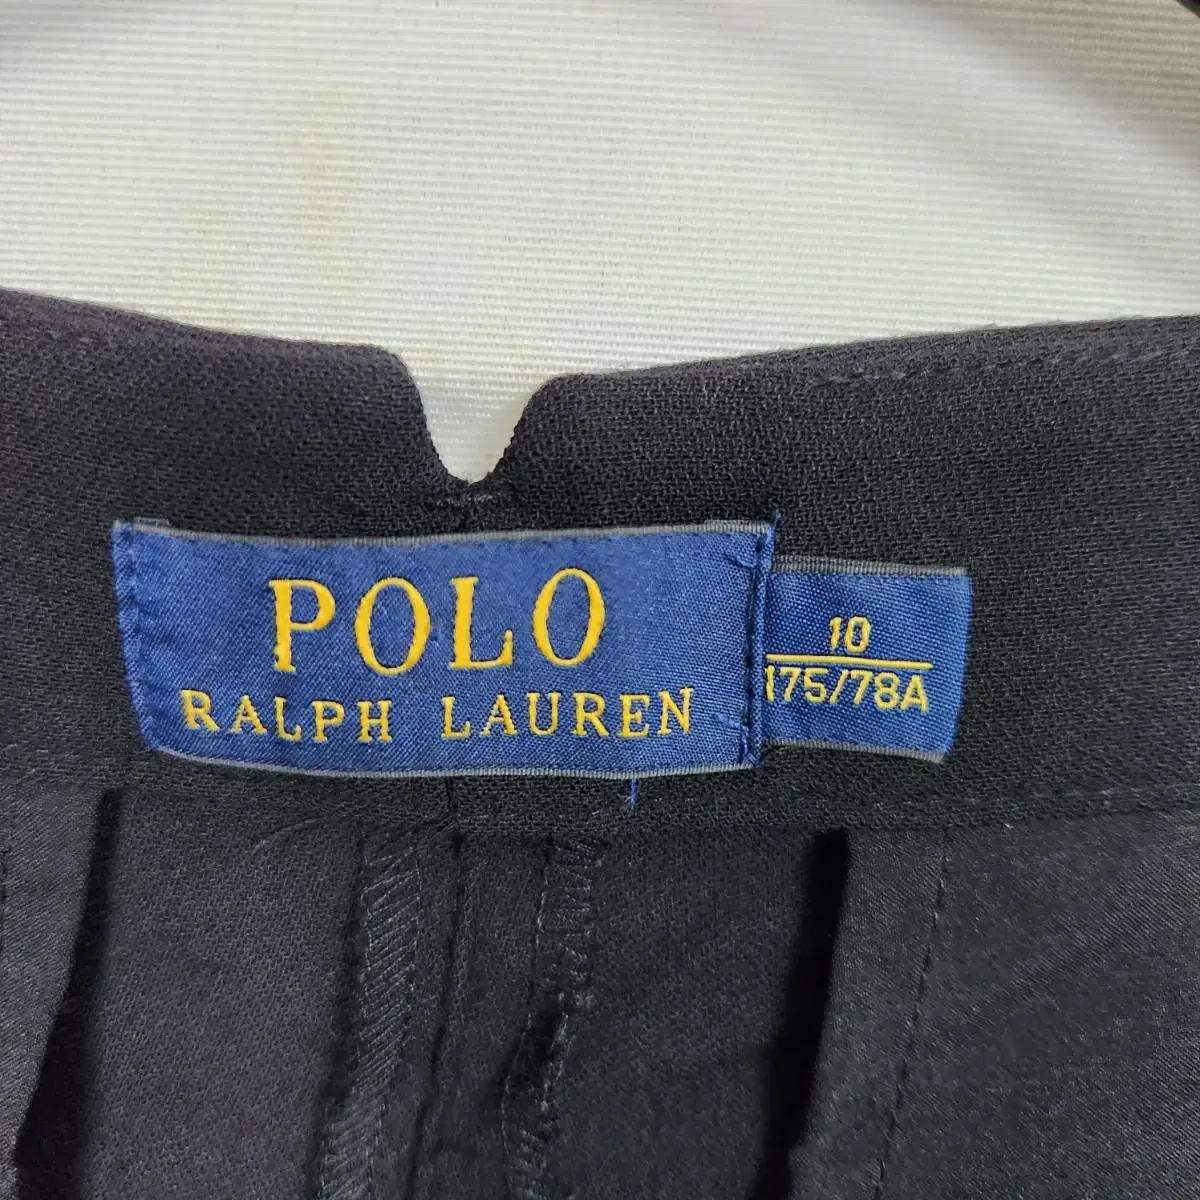 POLO
RALPH LAUREN
10
175/78A